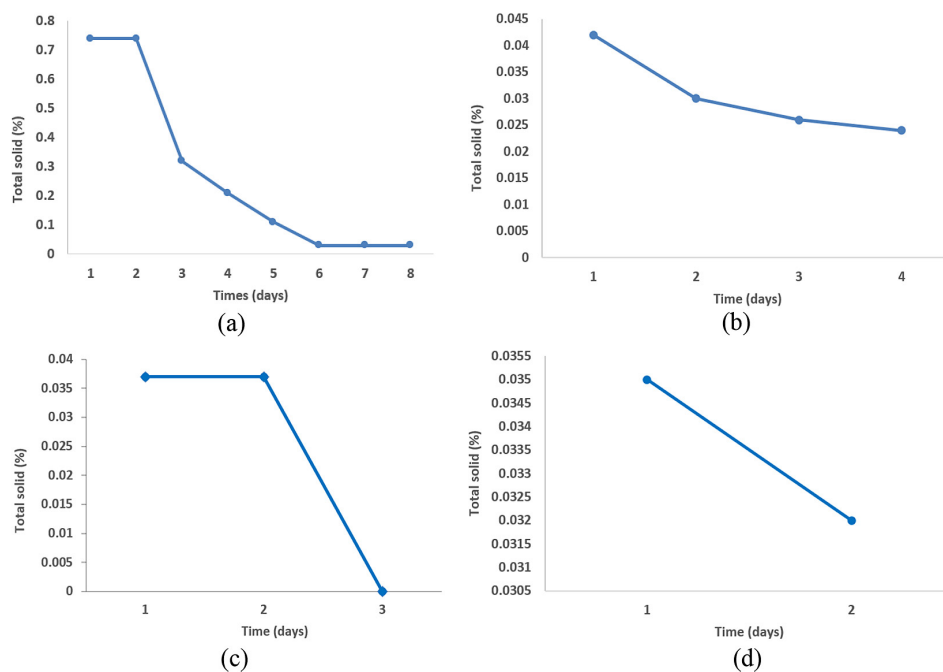 0.8
0.7
0.6
0.5
0.4
0.3
0.2
0.1
0
Total solid (%)
1 2 3 4 5 6 7 8
Times (days)
(a)
0.045
0.04
0.035
0.03
0.025
0.02
0.015
0.01
0.005
0
Total solid (%)
1 2 3 4
Time (days)
(b)
0.04
0.035
0.03
0.025
0.02
0.015
0.01
0.005
0
Total solid (%)
1 2 3
Time (days)
(c)
0.0355
0.035
0.0345
0.034
0.0335
0.033
0.0325
0.032
0.0315
0.031
0.0305
Total solid (%)
1 2
Time (days)
(d)